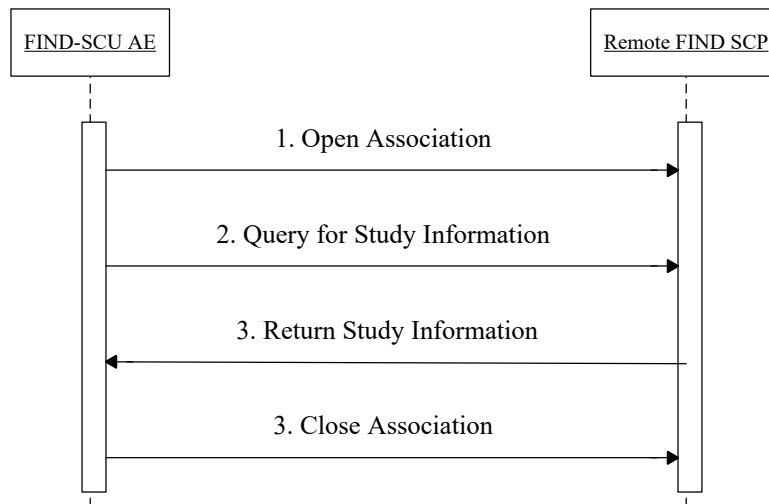 FIND-SCU AE
Remote FIND SCP
1. Open Association
2. Query for Study Information
3. Return Study Information
3. Close Association